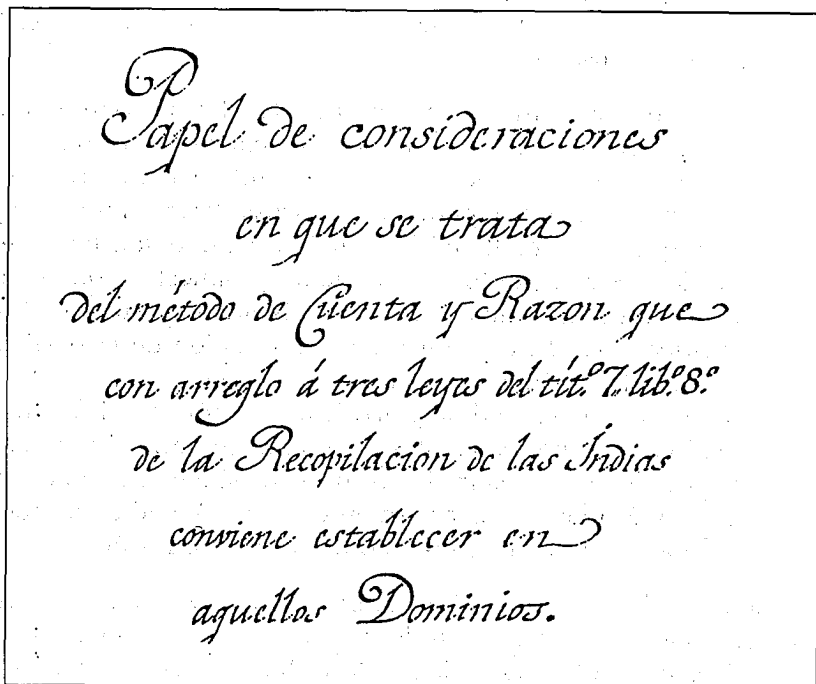 Papel de consideraciones
en que se trata
del método de Cuenta y Razon que
con arreglo á tres leyes del tít.º 7. lib.º 8.º
de la Recopilacion de las Índias
conviene establecer en
aquellos Dominios.